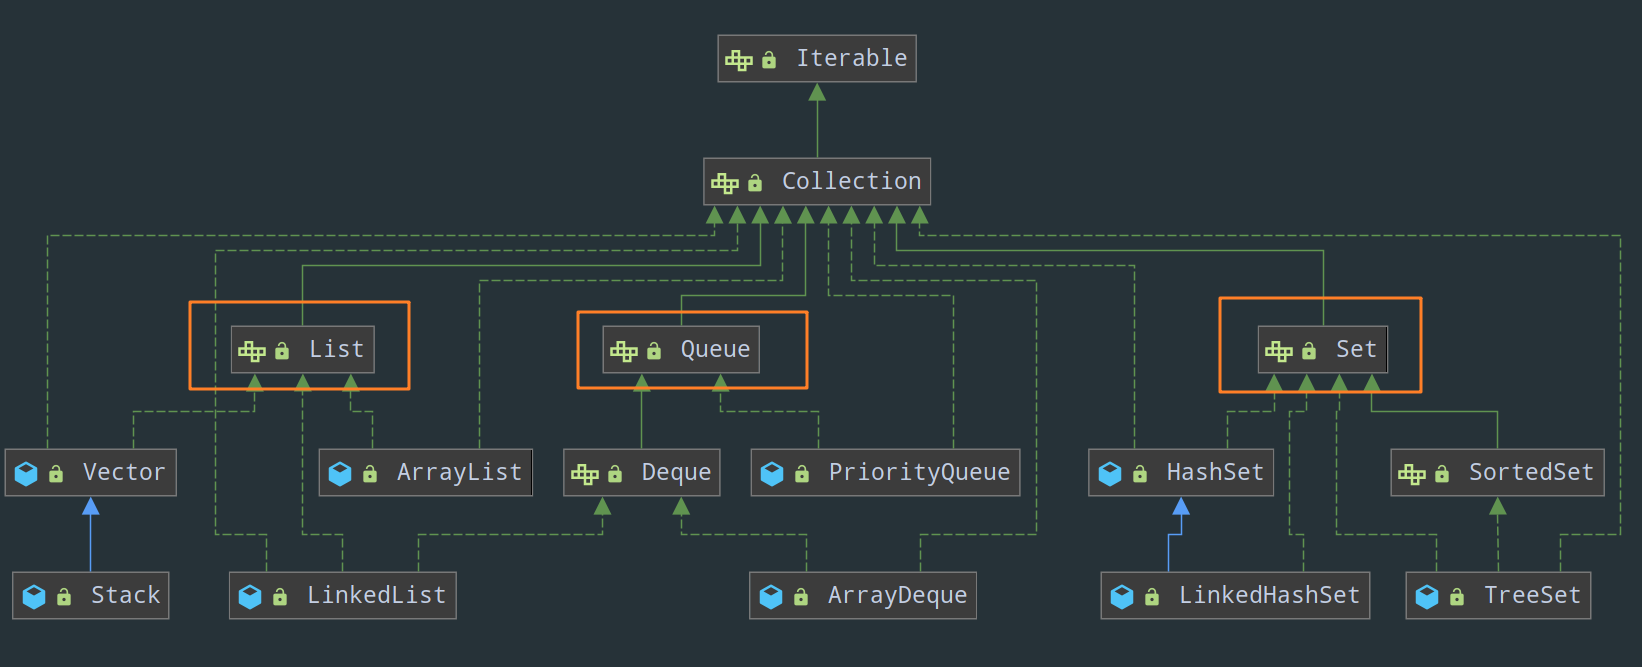 Iterable
Collection
List
Queue
Set
Vector
ArrayList
Deque
PriorityQueue
HashSet
SortedSet
Stack
LinkedList
ArrayDeque
LinkedHashSet
TreeSet